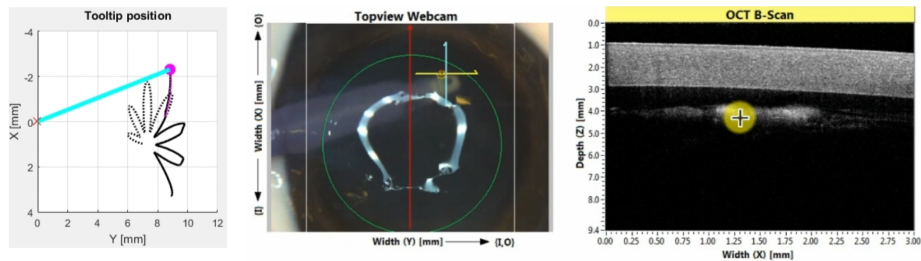 Tooltip position
-4
-2
0
2
4
X [mm]
0 2 4 6 8 10 12
Y [mm]
Topview Webcam
(O)
Width (X) [mm]
(I)
Width (Y) [mm] (I,O)
OCT B-Scan
0.0
1.0
2.0
3.0
4.0
5.0
6.0
7.0
8.0
9.4
Depth (Z) [mm]
0.00 0.25 0.50 0.75 1.00 1.25 1.50 1.75 2.00 2.25 2.50 2.75 3.00
Width (X) [mm]